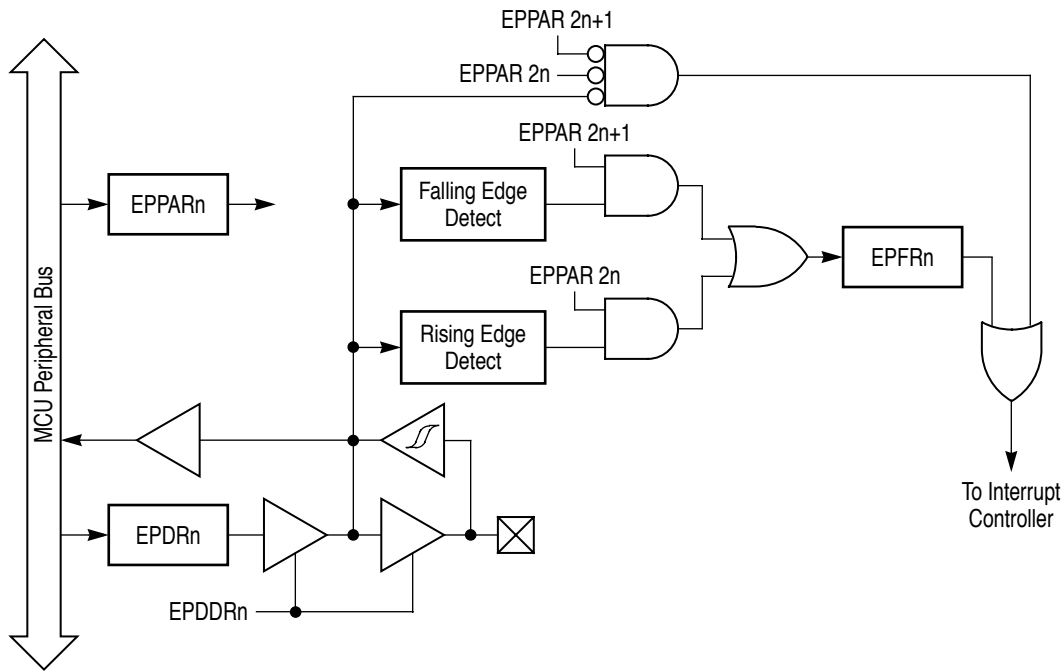 EPPAR 2n+1
EPPAR 2n
EPPAR 2n+1
EPPARn
Falling Edge
Detect
EPFRn
EPPAR 2n
Rising Edge
Detect
MCU Peripheral Bus
To Interrupt
Controller
EPDRn
EPDDRn